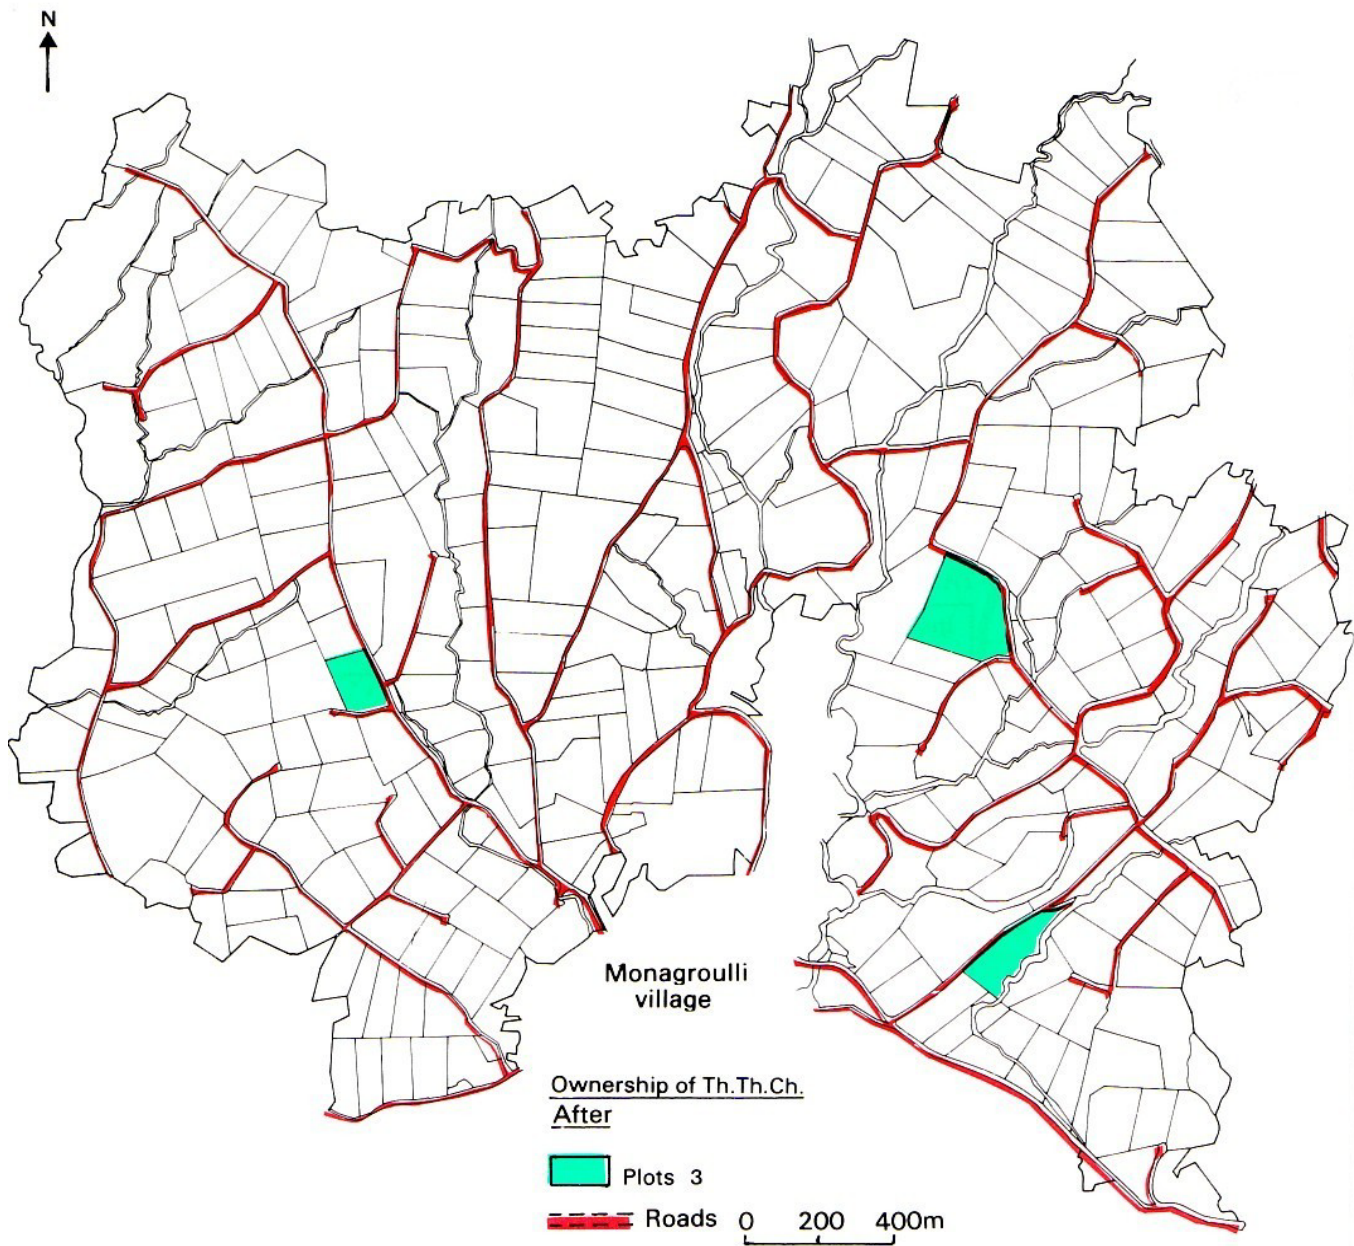 N
Monagroulli
village
Ownership of Th.Th.Ch.
After
Plots 3
Roads
0 200 400m